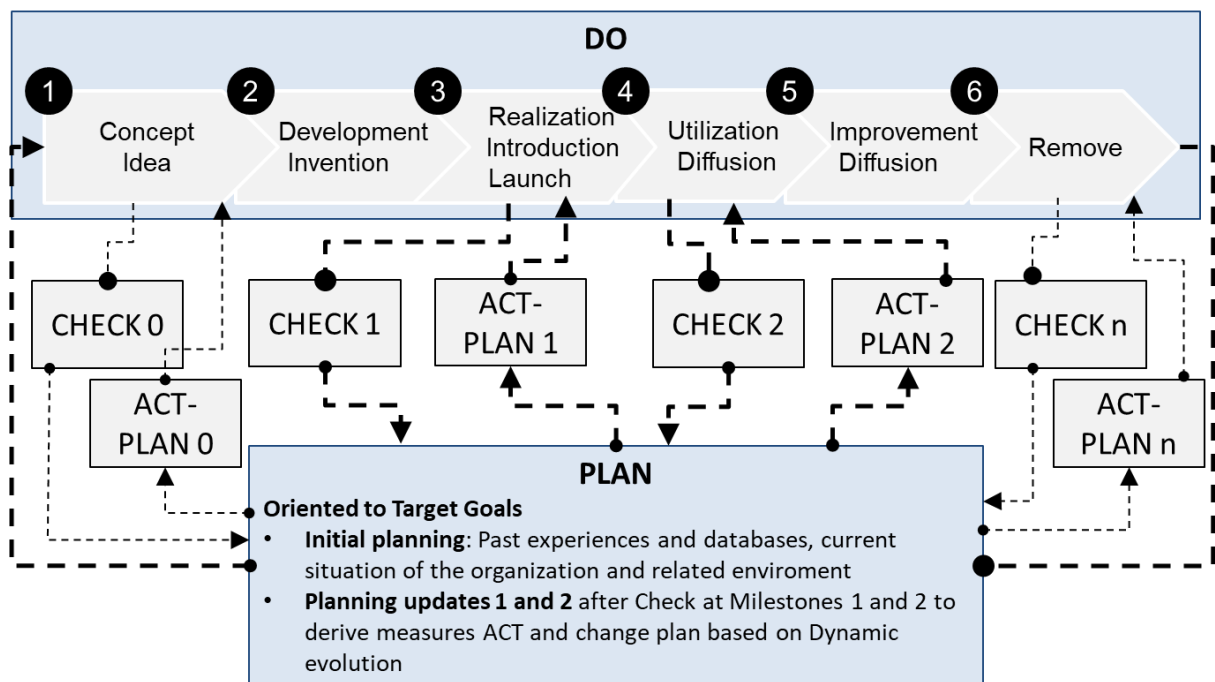 DO
1
Concept
Idea
2
Development
Invention
3
Realization
Introduction
Launch
4
Utilization
Diffusion
5
Improvement
Diffusion
6
Remove
CHECK 0
ACT-
PLAN 0
CHECK 1
ACT-
PLAN 1
CHECK 2
ACT-
PLAN 2
CHECK n
ACT-
PLAN n
PLAN
Oriented to Target Goals
• Initial planning: Past experiences and databases, current
situation of the organization and related enviroment
• Planning updates 1 and 2 after Check at Milestones 1 and 2 to
derive measures ACT and change plan based on Dynamic
evolution